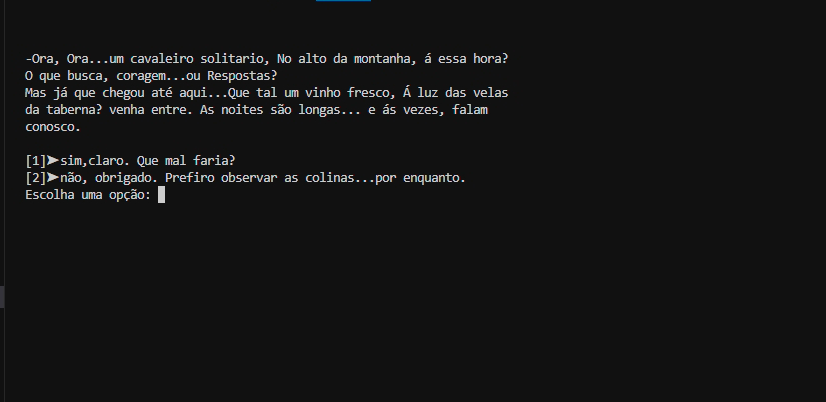 -Ora, Ora...um cavaleiro solitario, No alto da montanha, á essa hora?
O que busca, coragem...ou Respostas?
Mas já que chegou até aqui...Que tal um vinho fresco, Á luz das velas
da taberna? venha entre. As noites são longas... e ás vezes, falam
conosco.
[1]➤sim,claro. Que mal faria?
[2]➤não, obrigado. Prefiro observar as colinas...por enquanto.
Escolha uma opção: